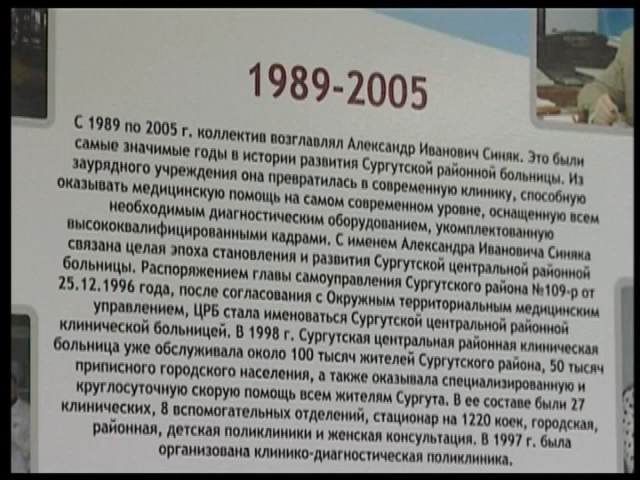 1989-2005
С 1989 по 2005 г. коллектив возглавлял Александр Иванович Синяк. Это были
самые значимые годы в истории развития Сургутской районной больницы. Из
заурядного учреждения она превратилась в современную клинику, способную
оказывать медицинскую помощь на самом современном уровне, оснащенную всем
необходимым диагностическим оборудованием, укомплектованную
высококвалифицированными кадрами. С именем Александра Ивановича Синяка
связана целая эпоха становления и развития Сургутской центральной районной
больницы. Распоряжением главы самоуправления Сургутского района №109-р от
25.12.1996 года, после согласования с Окружным территориальным медицинским
управлением, ЦРБ стала именоваться Сургутской центральной районной
клинической больницей. В 1998 г. Сургутская центральная районная клиническая
больница уже обслуживала около 100 тысяч жителей Сургутского района, 50 тысяч
приписного городского населения, а также оказывала специализированную и
круглосуточную скорую помощь всем жителям Сургута. В ее составе были 27
клинических, 8 вспомогательных отделений, стационар на 1220 коек, городская,
районная, детская поликлиники и женская консультация. В 1997 г. была
организована клинико-диагностическая поликлиника.